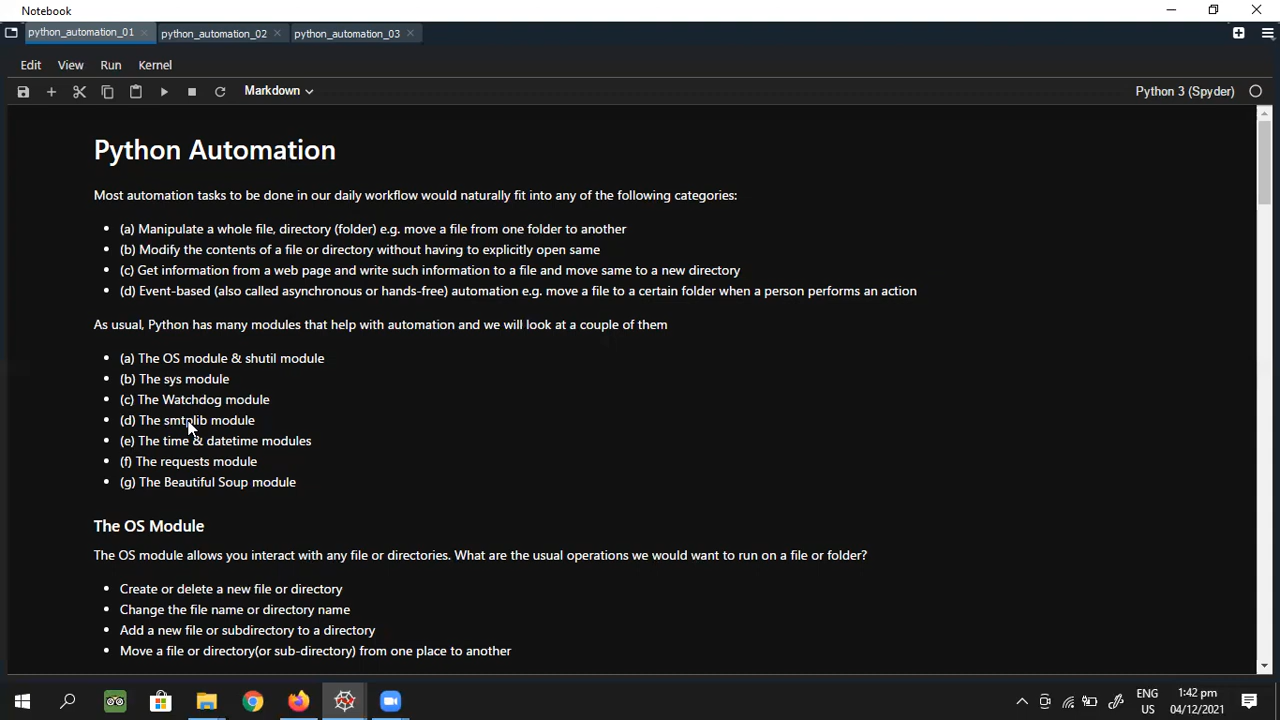 Notebook
python_automation_01
python_automation_02
python_automation_03
Edit View Run Kernel
Markdown
Python 3 (Spyder)
Python Automation
Most automation tasks to be done in our daily workflow would naturally fit into any of the following categories:
• (a) Manipulate a whole file, directory (folder) e.g. move a file from one folder to another
• (b) Modify the contents of a file or directory without having to explicitly open same
• (c) Get information from a web page and write such information to a file and move same to a new directory
• (d) Event-based (also called asynchronous or hands-free) automation e.g. move a file to a certain folder when a person performs an action
As usual, Python has many modules that help with automation and we will look at a couple of them
• (a) The OS module & shutil module
• (b) The sys module
• (c) The Watchdog module
• (d) The smtplib module
• (e) The time & datetime modules
• (f) The requests module
• (g) The Beautiful Soup module
The OS Module
The OS module allows you interact with any file or directories. What are the usual operations we would want to run on a file or folder?
• Create or delete a new file or directory
• Change the file name or directory name
• Add a new file or subdirectory to a directory
• Move a file or directory(or sub-directory) from one place to another
ENG
US
1:42 pm
04/12/2021